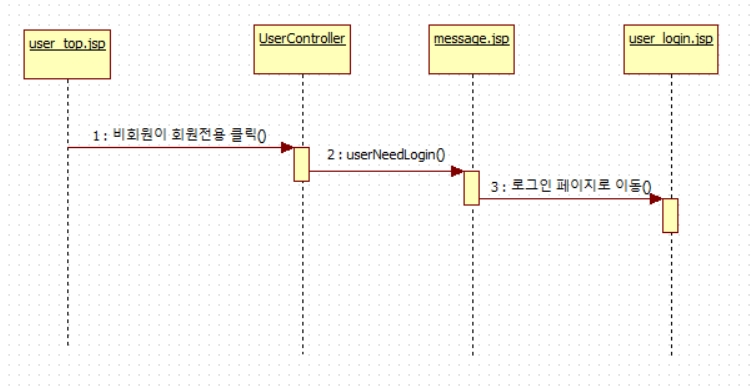 user_top.jsp
UserController
message.jsp
user_login.jsp
1 : 비회원이 회원전용 클릭()
2 : userNeedLogin()
3 : 로그인 페이지로 이동()